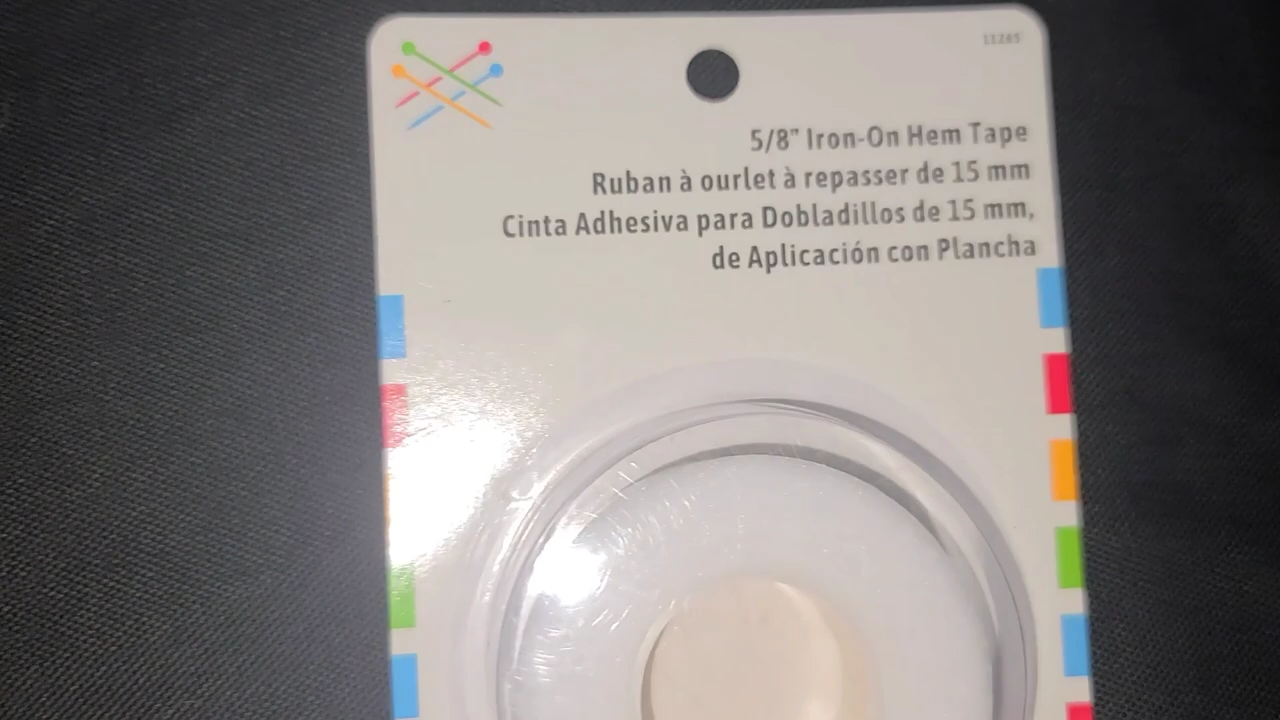 11265
5/8" Iron-On Hem Tape
Ruban à ourlet à repasser de 15 mm
Cinta Adhesiva para Dobladillos de 15 mm,
de Aplicación con Plancha